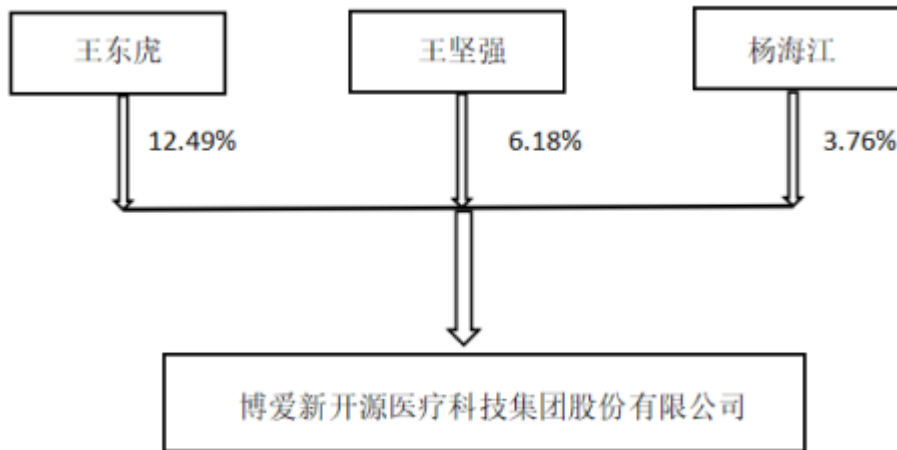 王东虎
王坚强
杨海江
12.49%
6.18%
3.76%
博爱新开源医疗科技集团股份有限公司